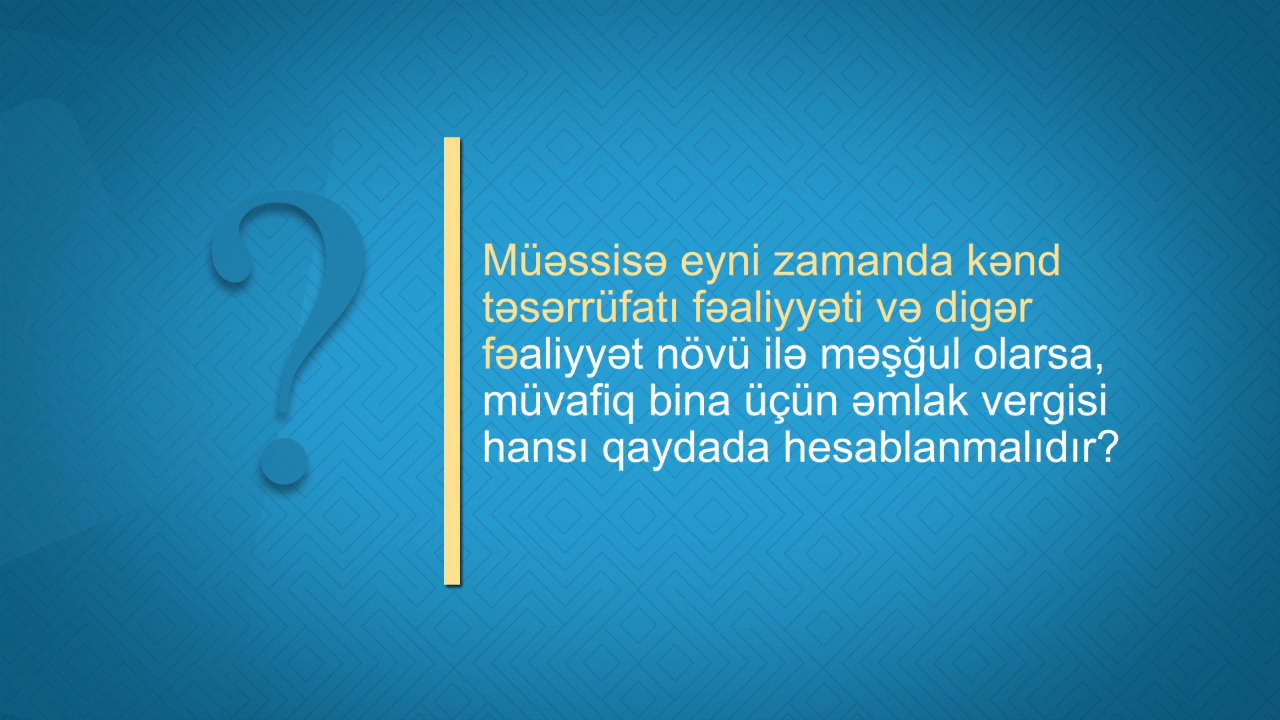 Müəssisə eyni zamanda kənd
təsərrüfatı fəaliyyəti və digər
fəaliyyət növü ilə məşğul olarsa,
müvafiq bina üçün əmlak vergisi
hansı qaydada hesablanmalıdır?